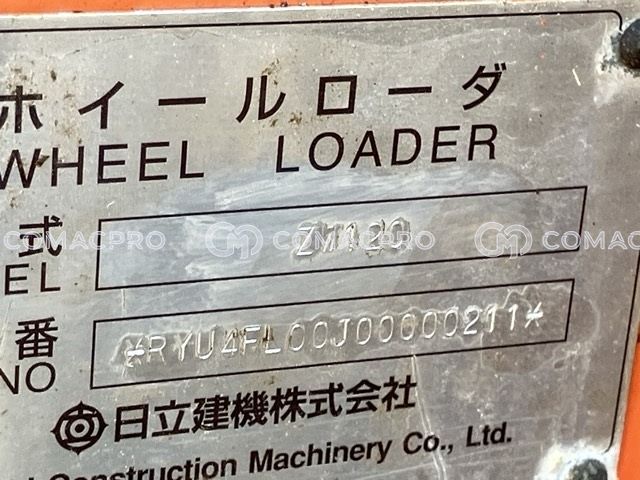 ホイールローダ
WHEEL LOADER
式
EL
ZW120
COMACPRO COMACPRO COMACPRO
番
NO
*RYU4FL00J00000211*
日立建機株式会社
Construction Machinery Co., Ltd.